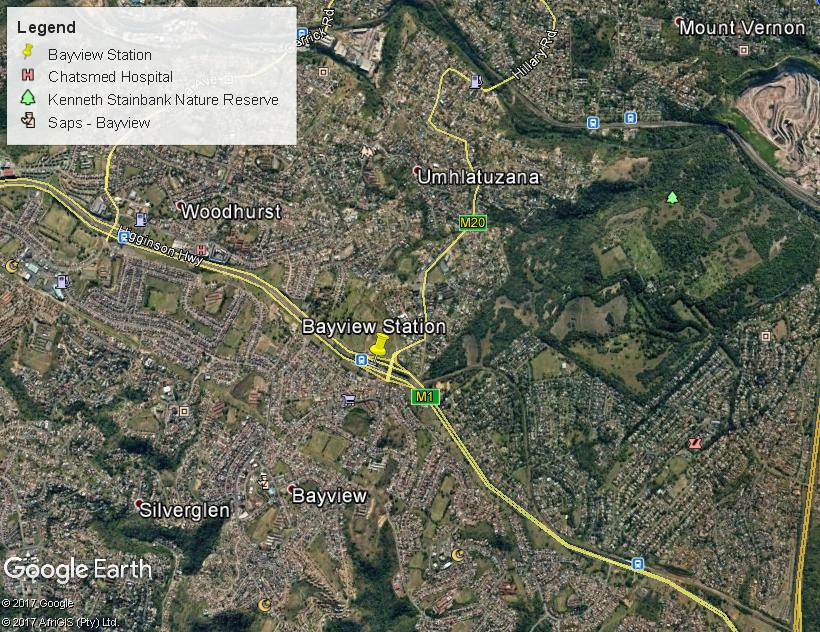 Legend
Bayview Station
Chatsmed Hospital
Kenneth Stainbank Nature Reserve
Saps - Bayview
Hillary Rd
Mount Vernon
Umhlatuzana
Woodhurst
M20
Higginson Hwy
Bayview Station
M1
Bayview
Silverglen
Google Earth
© 2017 Google
© 2017 AfriGIS (Pty) Ltd.